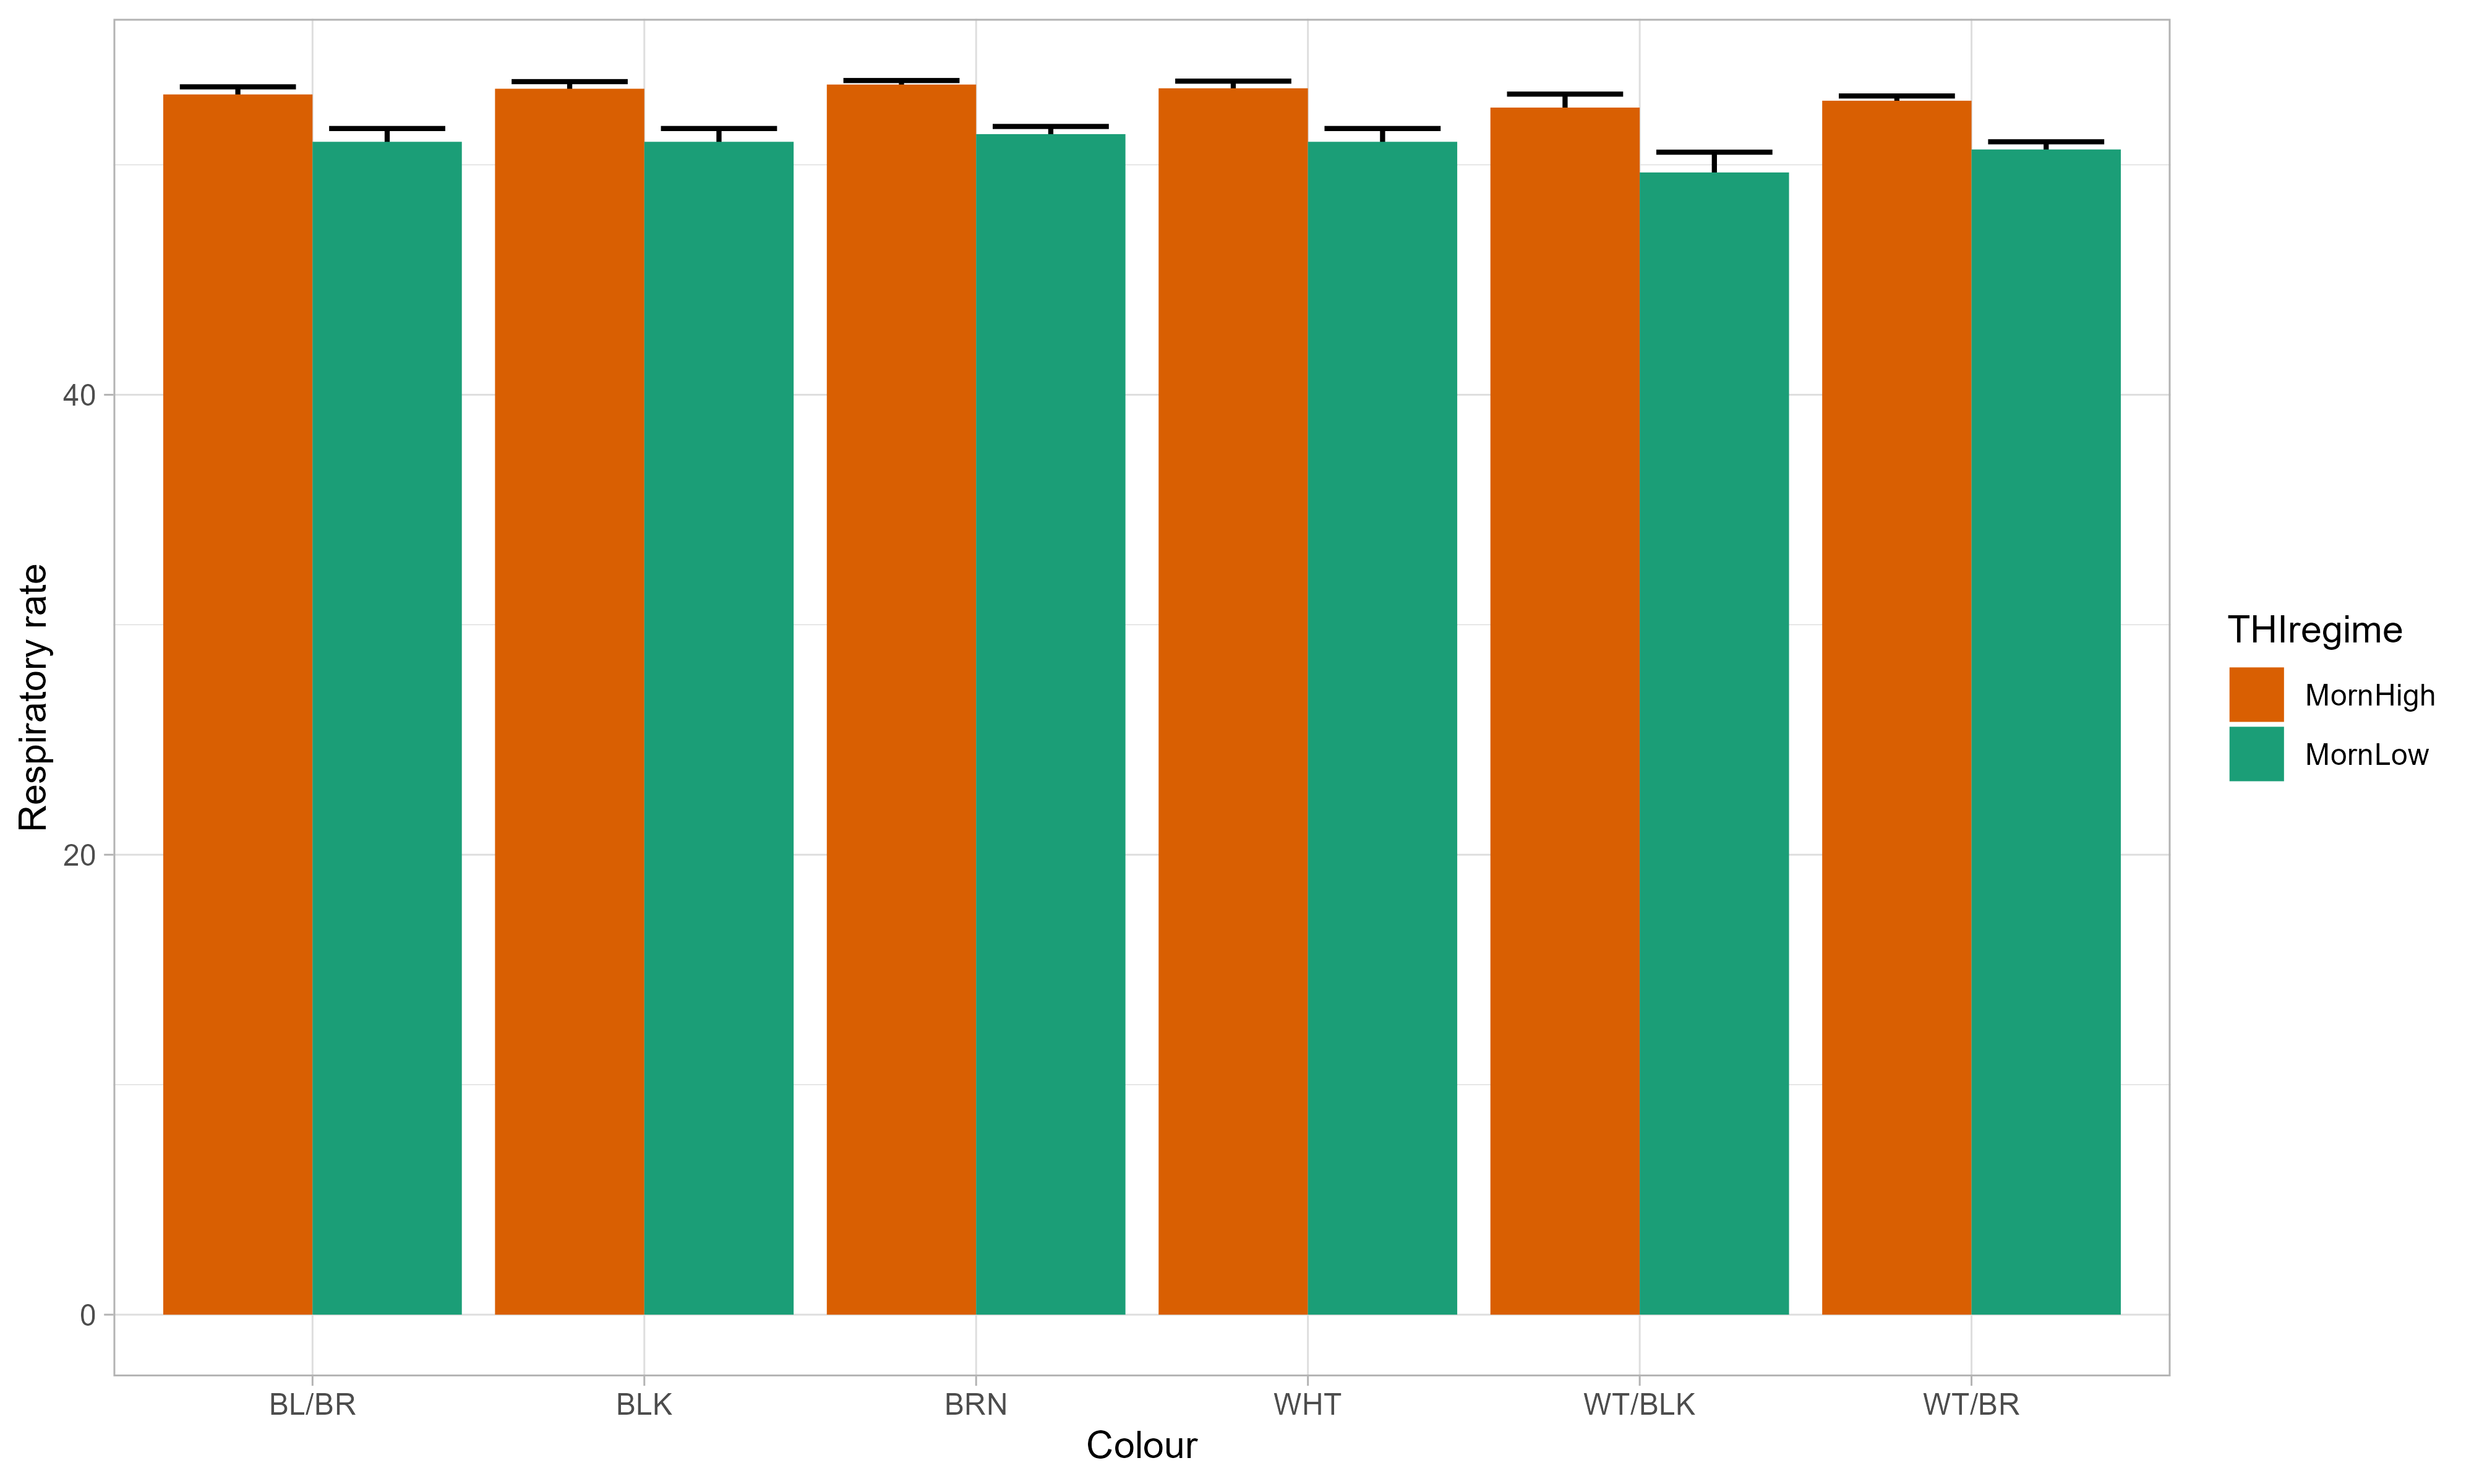 Respiratory rate
40
20
0
BL/BR BLK BRN WHT WT/BLK WT/BR
Colour
THIregime
MornHigh
MornLow